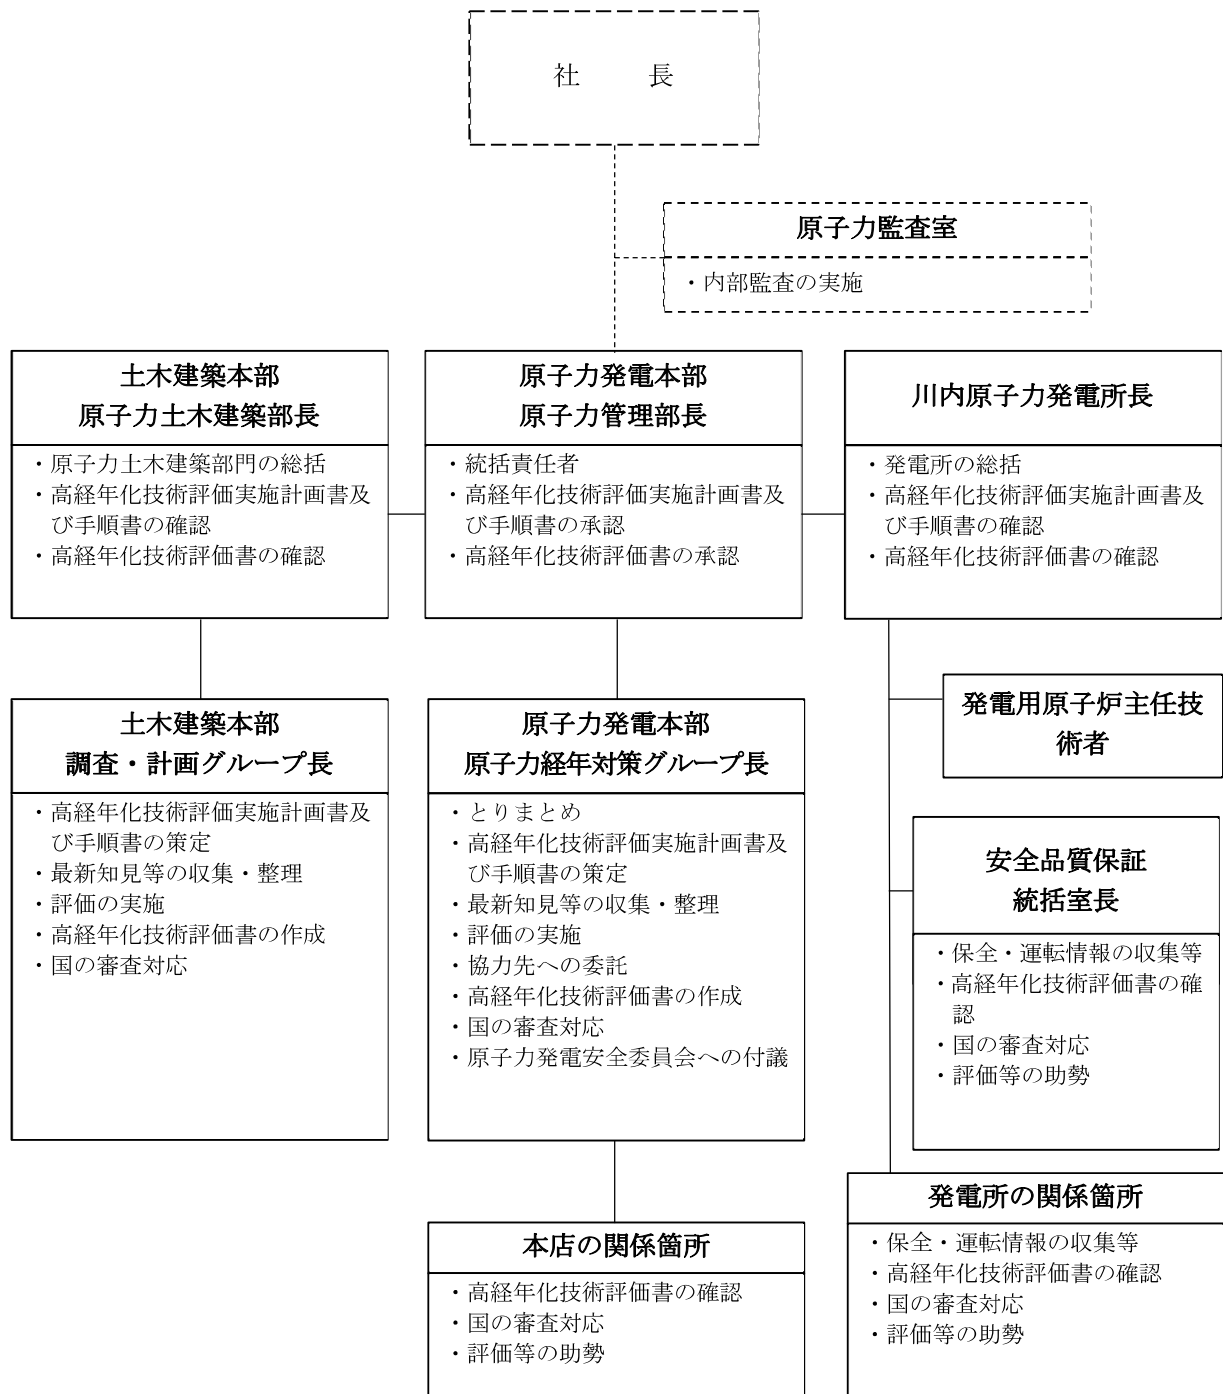 社　　長
原子力監査室
・内部監査の実施
土木建築本部
原子力土木建築部長
・原子力土木建築部門の総括
・高経年化技術評価実施計画書及
び手順書の確認
・高経年化技術評価書の確認
原子力発電本部
原子力管理部長
・統括責任者
・高経年化技術評価実施計画書及
び手順書の承認
・高経年化技術評価書の承認
川内原子力発電所長
・発電所の総括
・高経年化技術評価実施計画書及
び手順書の確認
・高経年化技術評価書の確認
土木建築本部
調査・計画グループ長
・高経年化技術評価実施計画書及
び手順書の策定
・最新知見等の収集・整理
・評価の実施
・高経年化技術評価書の作成
・国の審査対応
原子力発電本部
原子力経年対策グループ長
・とりまとめ
・高経年化技術評価実施計画書及
び手順書の策定
・最新知見等の収集・整理
・評価の実施
・協力先への委託
・高経年化技術評価書の作成
・国の審査対応
・原子力発電安全委員会への付議
発電用原子炉主任技
術者
安全品質保証
統括室長
・保全・運転情報の収集等
・高経年化技術評価書の確
認
・国の審査対応
・評価等の助勢
本店の関係箇所
・高経年化技術評価書の確認
・国の審査対応
・評価等の助勢
発電所の関係箇所
・保全・運転情報の収集等
・高経年化技術評価書の確認
・国の審査対応
・評価等の助勢